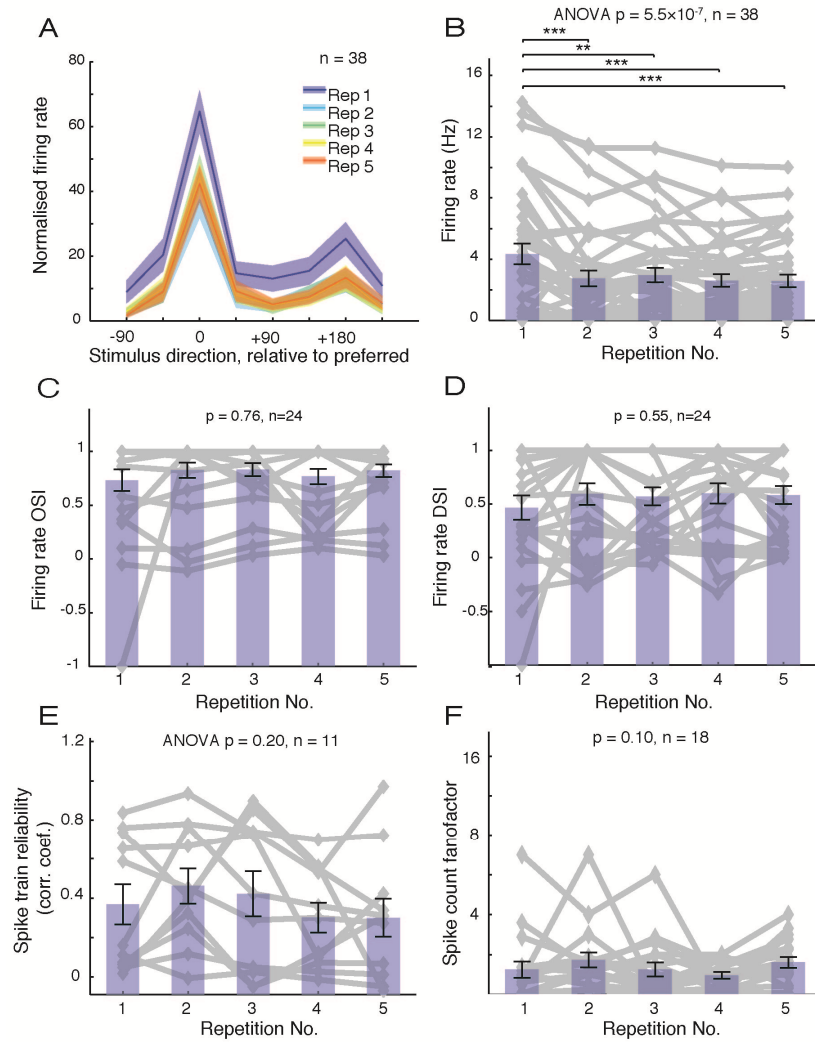 A
n = 38
Rep 1
Rep 2
Rep 3
Rep 4
Rep 5
80
60
40
20
0
Normalised firing rate
-90
0
+90
+180
Stimulus direction, relative to preferred
B
ANOVA p = 5.5×10⁻⁷, n = 38
***
**
***
***
16
12
8
4
0
Firing rate (Hz)
1 2 3 4 5
Repetition No.
C
p = 0.76, n=24
1
0.5
0
-0.5
-1
Firing rate OSI
1 2 3 4 5
Repetition No.
D
p = 0.55, n=24
1
0.5
0
-0.5
Firing rate DSI
1 2 3 4 5
Repetition No.
E
ANOVA p = 0.20, n = 11
1.2
0.8
0.4
0
Spike train reliability
(corr. coef.)
1 2 3 4 5
Repetition No.
F
p = 0.10, n = 18
16
8
4
Spike count fanofactor
1 2 3 4 5
Repetition No.